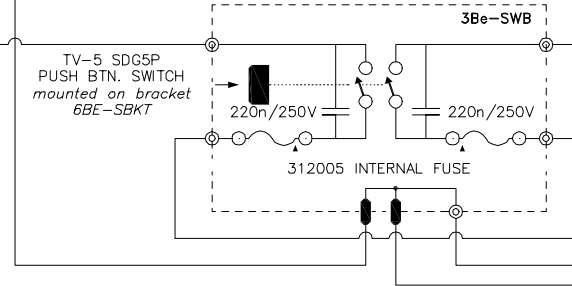 3Be-SWB
TV-5 SDG5P
PUSH BTN. SWITCH
mounted on bracket
6BE-SBKT
220n/250V
220n/250V
312005 INTERNAL FUSE